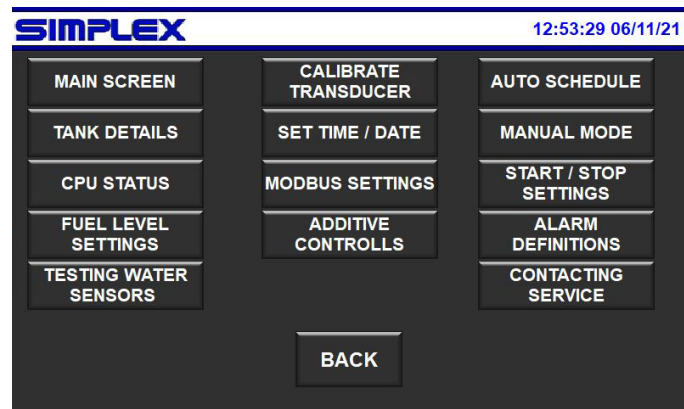 SIMPLEX
12:53:29 06/11/21
MAIN SCREEN
CALIBRATE
TRANSDUCER
AUTO SCHEDULE
TANK DETAILS
SET TIME / DATE
MANUAL MODE
CPU STATUS
MODBUS SETTINGS
START / STOP
SETTINGS
FUEL LEVEL
SETTINGS
ADDITIVE
CONTROLLS
ALARM
DEFINITIONS
TESTING WATER
SENSORS
CONTACTING
SERVICE
BACK